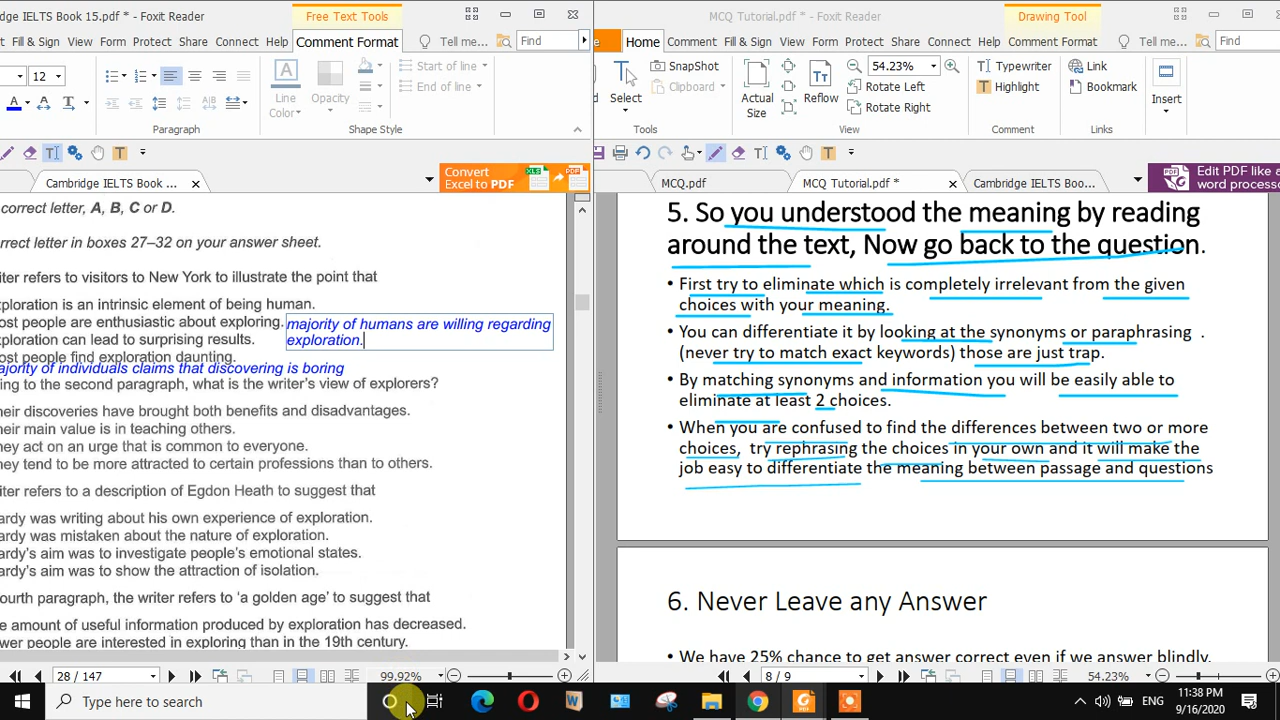 bridge IELTS Book 15.pdf * - Foxit Reader
Free Text Tools
MCQ Tutorial.pdf * - Foxit Reader
Drawing Tool
Fill & Sign View Form Protect Share Connect Help Comment Format Tell me... Find
Home Comment Fill & Sign View Form Protect Share Connect Help Comment Format Tell me... Find
12
Start of line
End of line
Line Color
Opacity
Paragraph
Shape Style
Select
SnapShot
Clipboard
Tools
Actual Size
Reflow
54.23%
Rotate Left
Rotate Right
View
Typewriter
Highlight
Comment
Link
Bookmark
Links
Insert
Cambridge IELTS Book ...
Convert Excel to PDF
XLS PDF
MCQ.pdf
MCQ Tutorial.pdf *
Cambridge IELTS Boo...
Edit PDF like a
word processo
correct letter, A, B, C or D.
rrect letter in boxes 27–32 on your answer sheet.
iter refers to visitors to New York to illustrate the point that
xploration is an intrinsic element of being human.
ost people are enthusiastic about exploring.
majority of humans are willing regarding
exploration.
xploration can lead to surprising results.
ost people find exploration daunting.
ajority of individuals claims that discovering is boring
ing to the second paragraph, what is the writer's view of explorers?
heir discoveries have brought both benefits and disadvantages.
heir main value is in teaching others.
hey act on an urge that is common to everyone.
hey tend to be more attracted to certain professions than to others.
iter refers to a description of Egdon Heath to suggest that
ardy was writing about his own experience of exploration.
ardy was mistaken about the nature of exploration.
ardy's aim was to investigate people's emotional states.
ardy's aim was to show the attraction of isolation.
ourth paragraph, the writer refers to 'a golden age' to suggest that
e amount of useful information produced by exploration has decreased.
wer people are interested in exploring than in the 19th century.
5. So you understood the meaning by reading
around the text, Now go back to the question.
• First try to eliminate which is completely irrelevant from the given
choices with your meaning.
• You can differentiate it by looking at the synonyms or paraphrasing .
(never try to match exact keywords) those are just trap.
• By matching synonyms and information you will be easily able to
eliminate at least 2 choices.
• When you are confused to find the differences between two or more
choices, try rephrasing the choices in your own and it will make the
job easy to differentiate the meaning between passage and questions
6. Never Leave any Answer
• We have 25% chance to get answer correct even if we answer blindly.
28 / 147
99.92%
8 / 9
54.23%
Type here to search
ENG
11:38 PM
9/16/2020